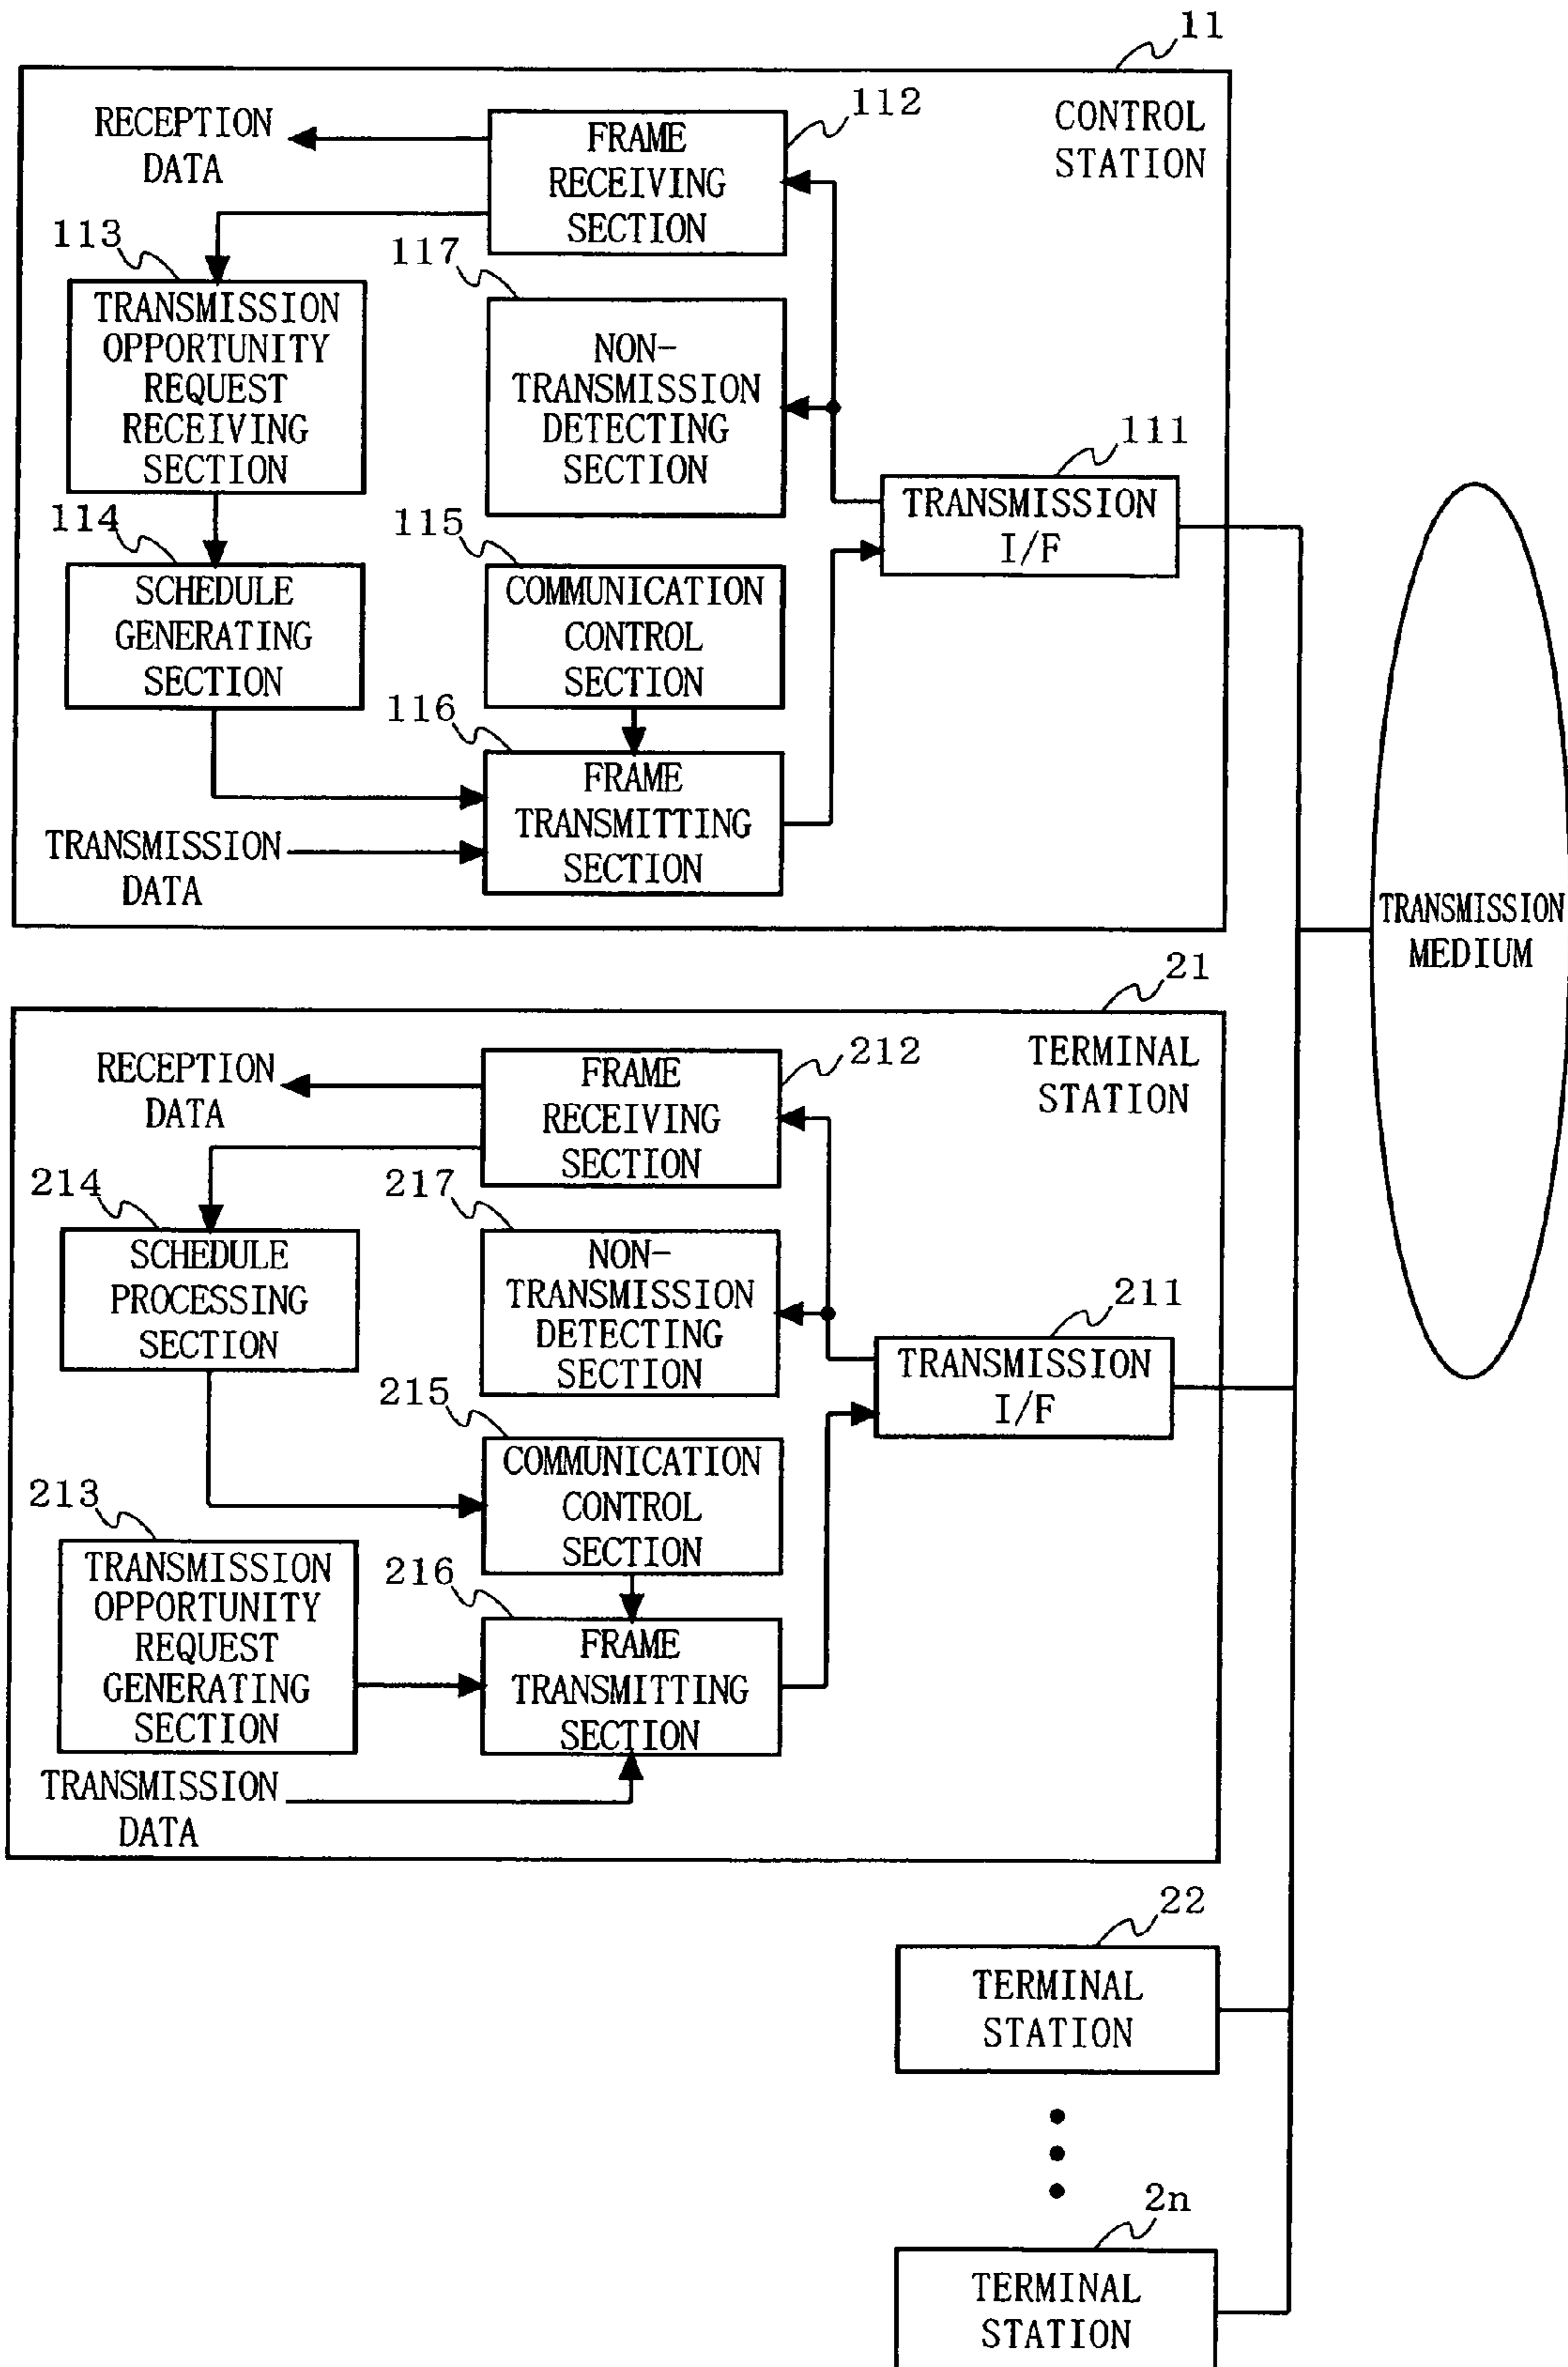 11
CONTROL
STATION
RECEPTION
DATA
112
FRAME
RECEIVING
SECTION
113
TRANSMISSION
OPPORTUNITY
REQUEST
RECEIVING
SECTION
117
NON-
TRANSMISSION
DETECTING
SECTION
111
TRANSMISSION
I/F
114
SCHEDULE
GENERATING
SECTION
115
COMMUNICATION
CONTROL
SECTION
116
FRAME
TRANSMITTING
SECTION
TRANSMISSION
DATA
TRANSMISSION
MEDIUM
21
TERMINAL
STATION
RECEPTION
DATA
212
FRAME
RECEIVING
SECTION
214
SCHEDULE
PROCESSING
SECTION
217
NON-
TRANSMISSION
DETECTING
SECTION
211
TRANSMISSION
I/F
215
COMMUNICATION
CONTROL
SECTION
213
TRANSMISSION
OPPORTUNITY
REQUEST
GENERATING
SECTION
216
FRAME
TRANSMITTING
SECTION
TRANSMISSION
DATA
22
TERMINAL
STATION
2n
TERMINAL
STATION